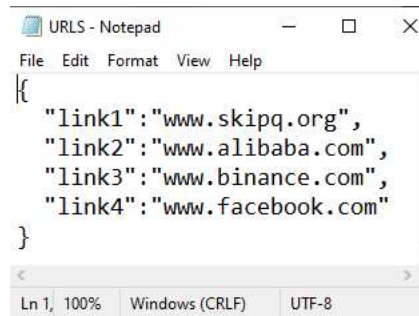 URLS - Notepad
File Edit Format View Help
{
"link1":"www.skipq.org",
"link2":"www.alibaba.com",
"link3":"www.binance.com",
"link4":"www.facebook.com"
}
Ln 1, 100% Windows (CRLF) UTF-8